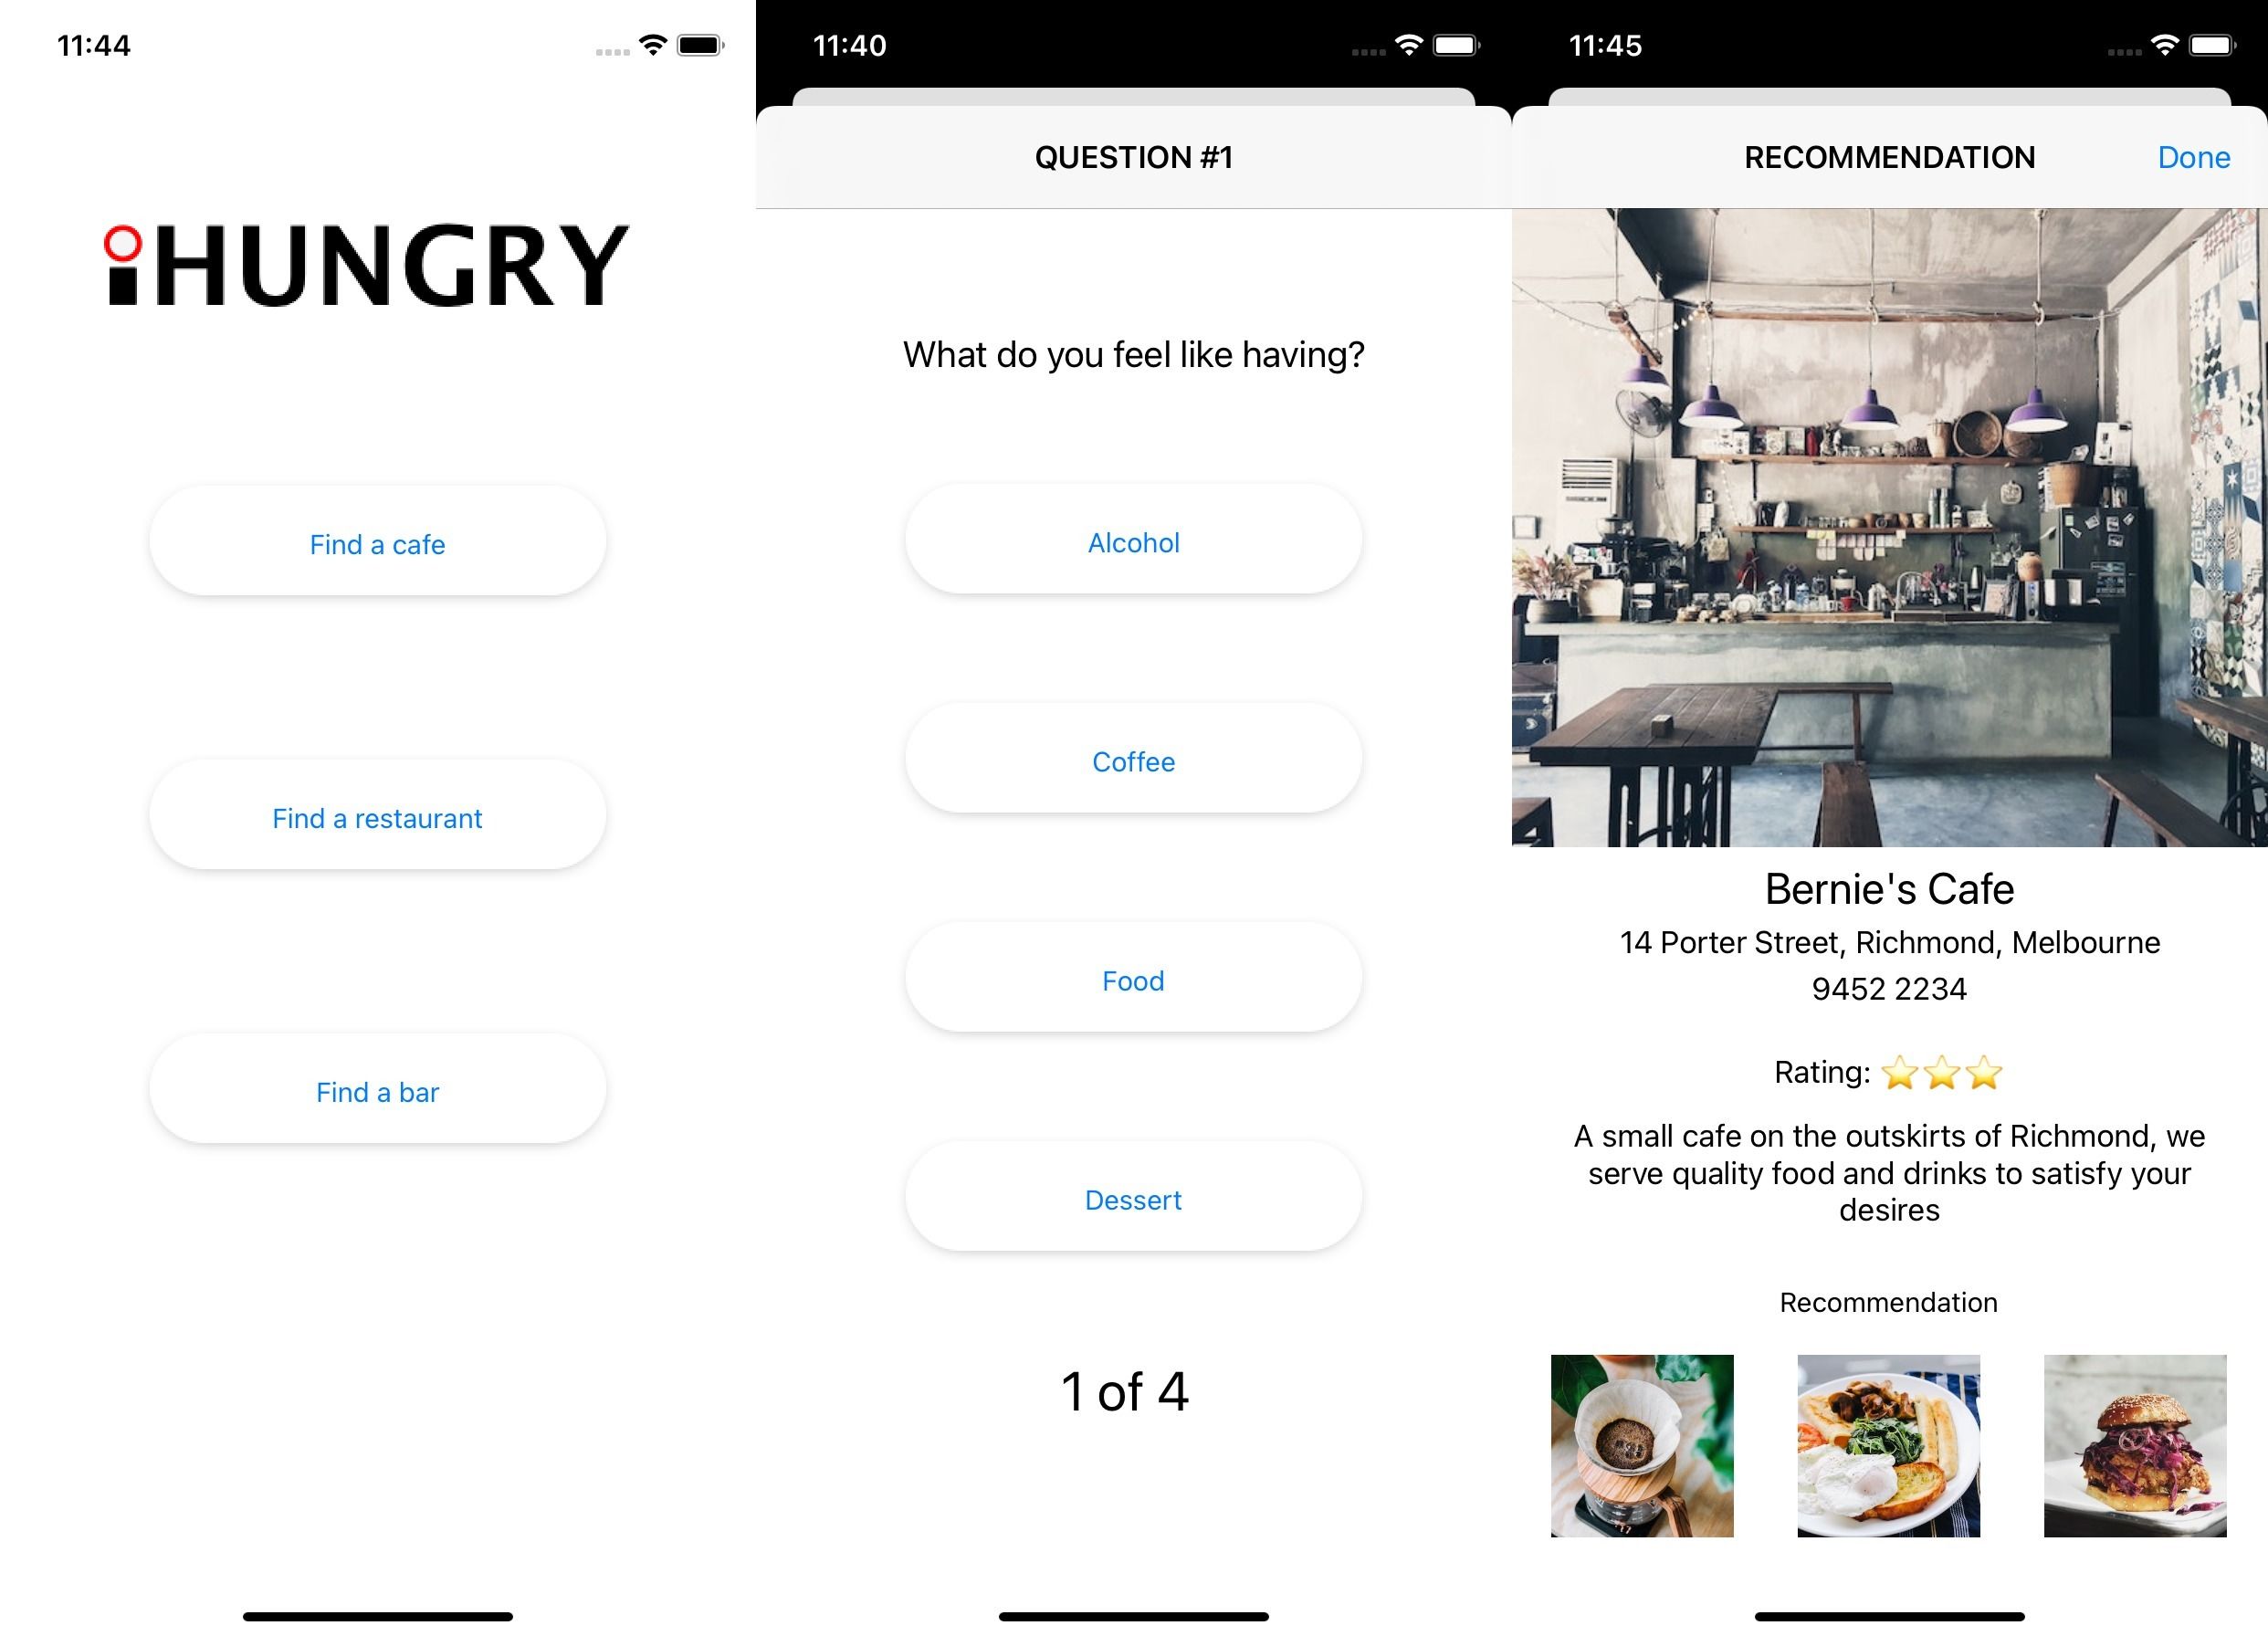 11:44
iHUNGRY
Find a cafe
Find a restaurant
Find a bar
11:40
QUESTION #1
What do you feel like having?
Alcohol
Coffee
Food
Dessert
1 of 4
11:45
RECOMMENDATION
Done
Bernie's Cafe
14 Porter Street, Richmond, Melbourne
9452 2234
Rating: ⭐⭐⭐
A small cafe on the outskirts of Richmond, we
serve quality food and drinks to satisfy your
desires
Recommendation